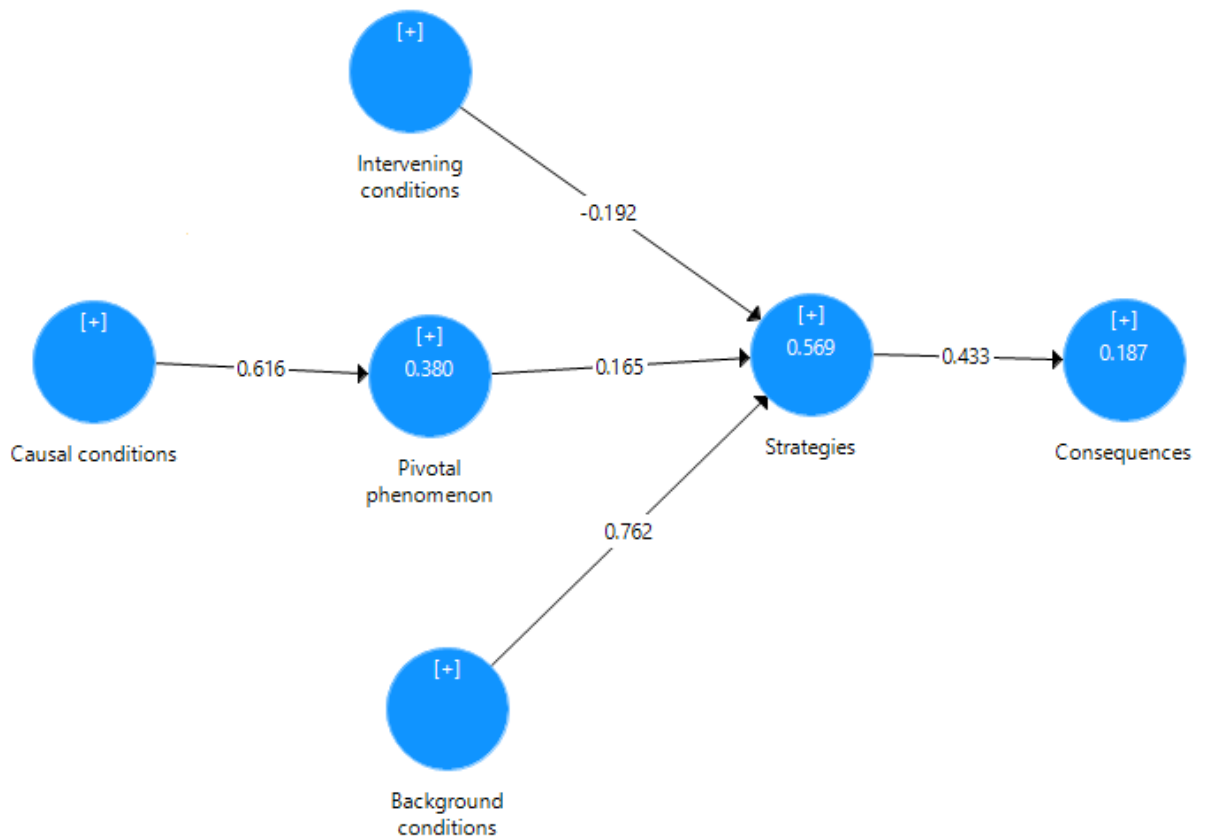 [+]
Intervening
conditions
-0.192
[+]
Causal conditions
0.616
[+]
0.380
Pivotal
phenomenon
0.165
[+]
0.569
Strategies
0.433
[+]
0.187
Consequences
0.762
[+]
Background
conditions